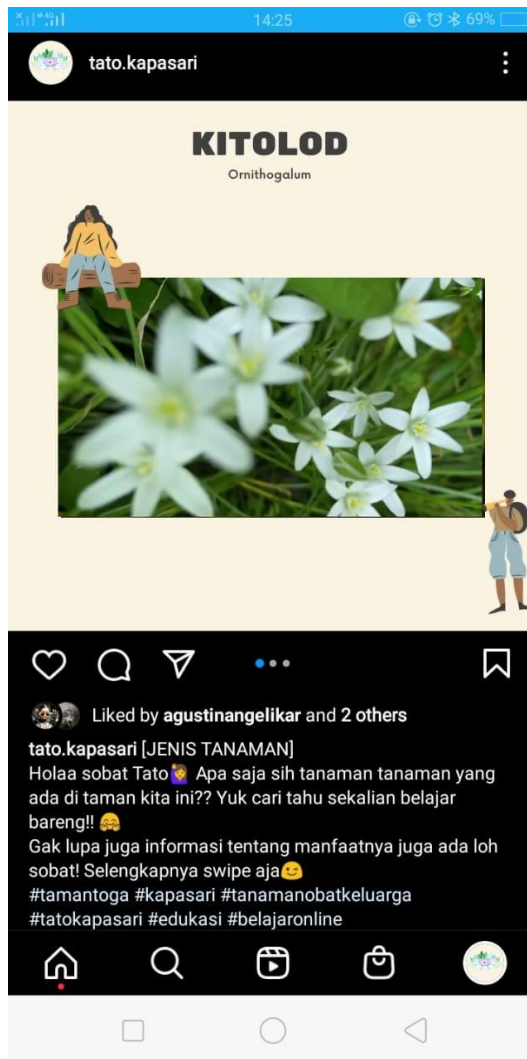 14:25
69%
tato.kapasari
KITOLOD
Ornithogalum
Liked by agustinangelikar and 2 others
tato.kapasari [JENIS TANAMAN]
Holaa sobat Tato🙋‍♀️ Apa saja sih tanaman tanaman yang
ada di taman kita ini?? Yuk cari tahu sekalian belajar
bareng!! 🤗
Gak lupa juga informasi tentang manfaatnya juga ada loh
sobat! Selengkapnya swipe aja😉
#tamantoga #kapasari #tanamanobatkeluarga
#tatokapasari #edukasi #belajaronline